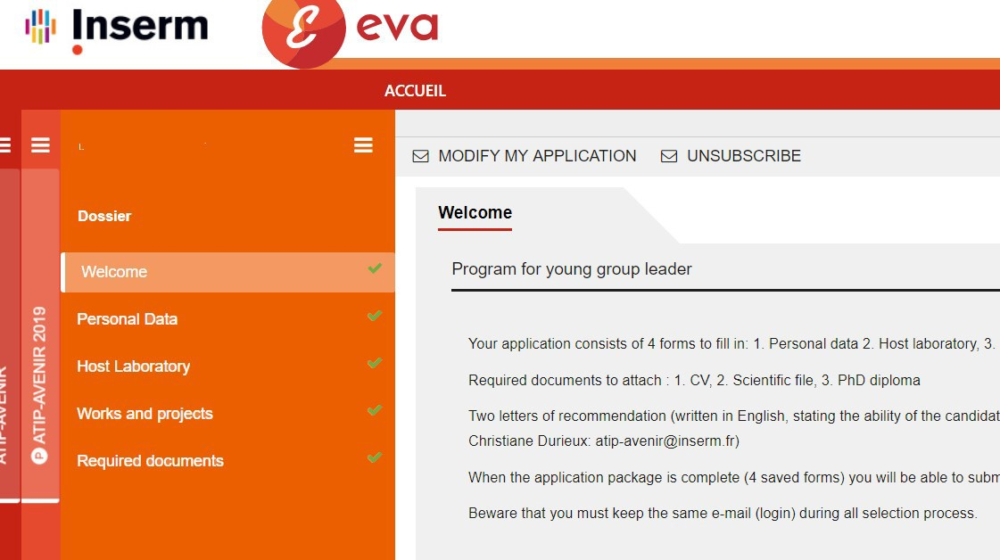 Inserm
eva
ACCUEIL
ATIP-AVENIR
P ATIP-AVENIR 2019
Dossier
Welcome
Personal Data
Host Laboratory
Works and projects
Required documents
MODIFY MY APPLICATION UNSUBSCRIBE
Welcome
Program for young group leader
Your application consists of 4 forms to fill in: 1. Personal data 2. Host laboratory, 3.
Required documents to attach : 1. CV, 2. Scientific file, 3. PhD diploma
Two letters of recommendation (written in English, stating the ability of the candidat
Christiane Durieux: atip-avenir@inserm.fr)
When the application package is complete (4 saved forms) you will be able to subm
Beware that you must keep the same e-mail (login) during all selection process.